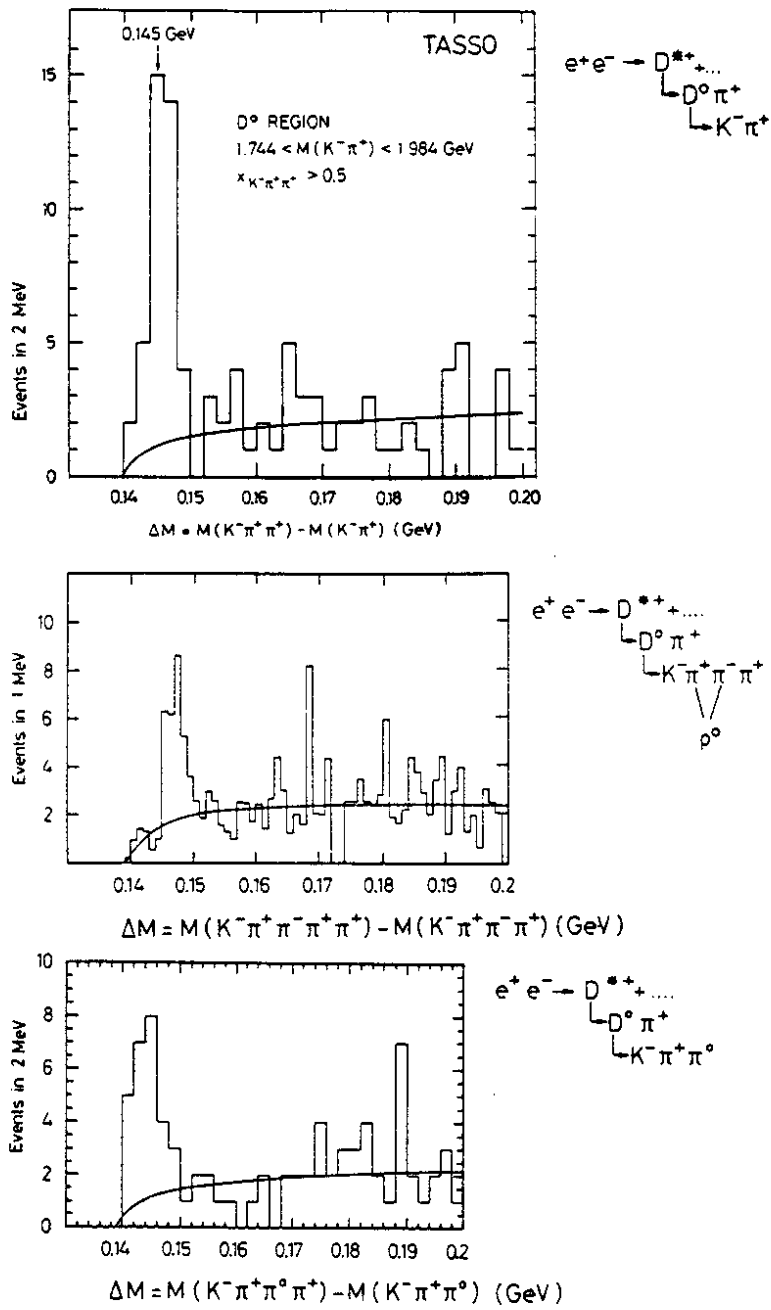 0.145 GeV
TASSO
D° REGION
1.744 < M(K⁻π⁺) < 1.984 GeV
x K⁻π⁺π⁺ > 0.5
e⁺e⁻ → D*⁺ +...
D° π⁺
K⁻π⁺
15
10
5
0
Events in 2 MeV
0.14 0.15 0.16 0.17 0.18 0.19 0.20
ΔM = M(K⁻π⁺π⁺) - M(K⁻π⁺) (GeV)
e⁺ e⁻ → D*⁺ + ....
D° π⁺
K⁻π⁺π⁻π⁺
ρ°
10
8
6
4
2
Events in 1 MeV
0.14 0.15 0.16 0.17 0.18 0.19 0.2
ΔM = M(K⁻π⁺π⁻π⁺π⁺) - M(K⁻π⁺π⁻π⁺) (GeV)
e⁺ e⁻ → D*⁺ + ....
D° π⁺
K⁻π⁺π°
10
8
6
4
2
0
Events in 2 MeV
0.14 0.15 0.16 0.17 0.18 0.19 0.2
ΔM = M(K⁻π⁺π°π⁺) - M(K⁻π⁺π°) (GeV)